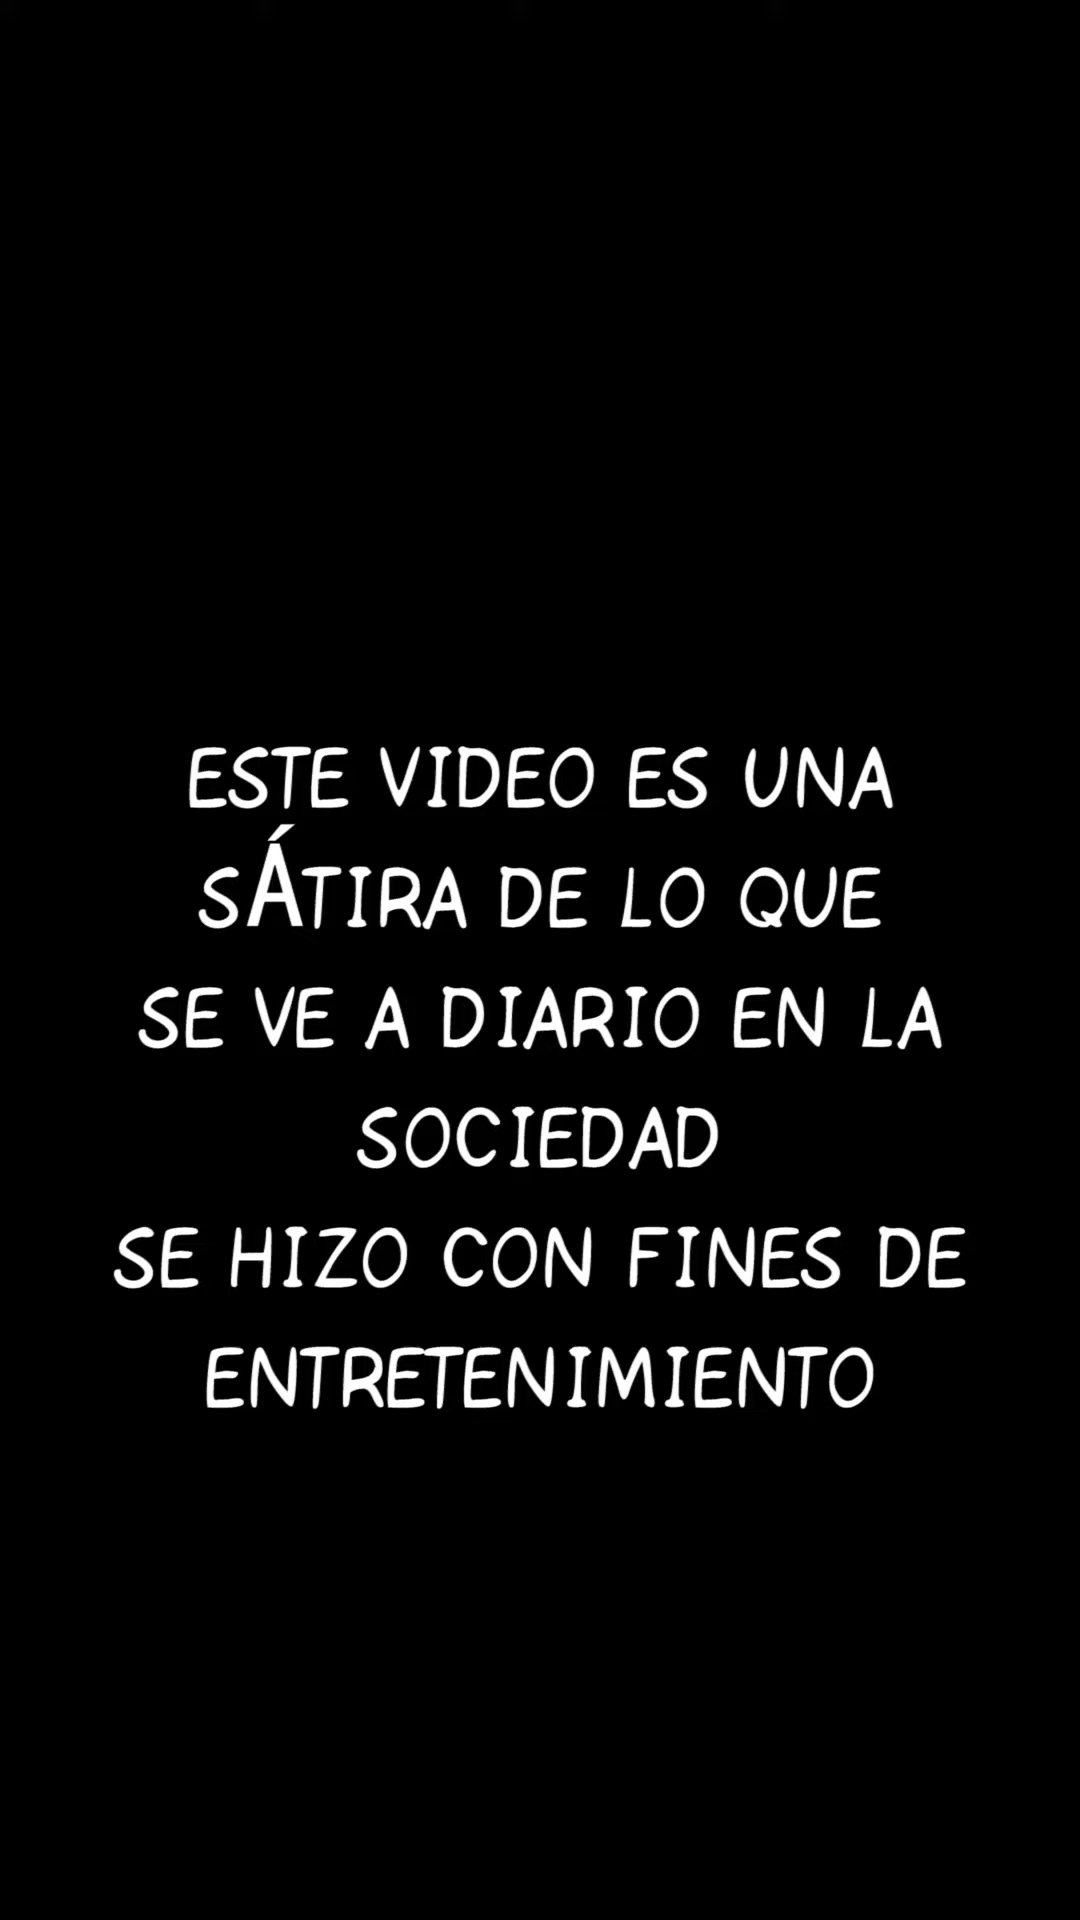 ESTE VIDEO ES UNA
SÁTIRA DE LO QUE
SE VE A DIARIO EN LA
SOCIEDAD
SE HIZO CON FINES DE
ENTRETENIMIENTO